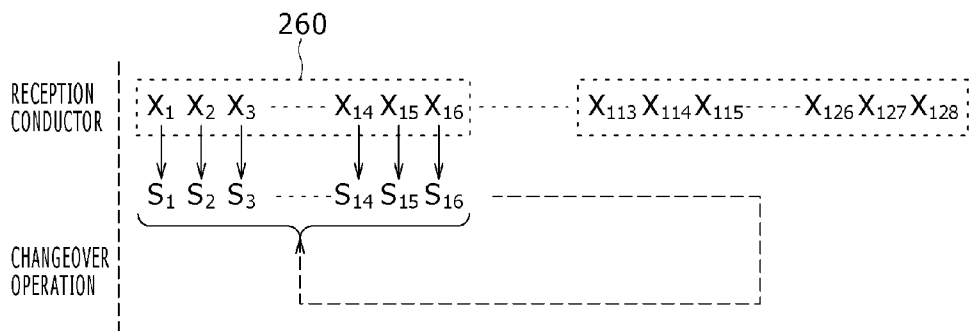 260
RECEPTION CONDUCTOR X₁ X₂ X₃ X₁₄ X₁₅ X₁₆ X₁₁₃ X₁₁₄ X₁₁₅ X₁₂₆ X₁₂₇ X₁₂₈
S₁ S₂ S₃ S₁₄ S₁₅ S₁₆
CHANGEOVER
OPERATION